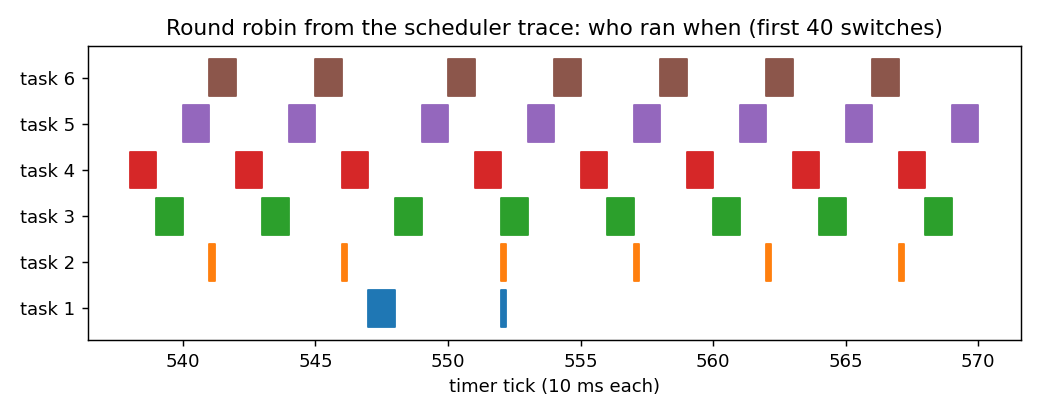 Round robin from the scheduler trace: who ran when (first 40 switches)
task 6
task 5
task 4
task 3
task 2
task 1
540 545 550 555 560 565 570
timer tick (10 ms each)